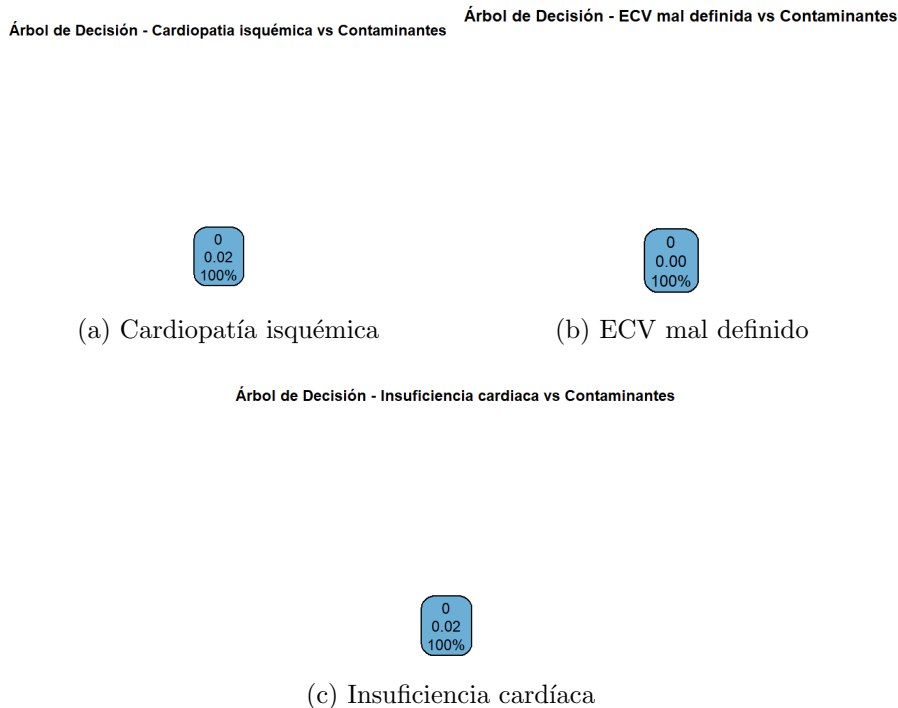 Árbol de Decisión - Cardiopatia isquémica vs Contaminantes
0
0.02
100%
(a) Cardiopatía isquémica
Árbol de Decisión - ECV mal definida vs Contaminantes
0
0.00
100%
(b) ECV mal definido
Árbol de Decisión - Insuficiencia cardiaca vs Contaminantes
0
0.02
100%
(c) Insuficiencia cardíaca